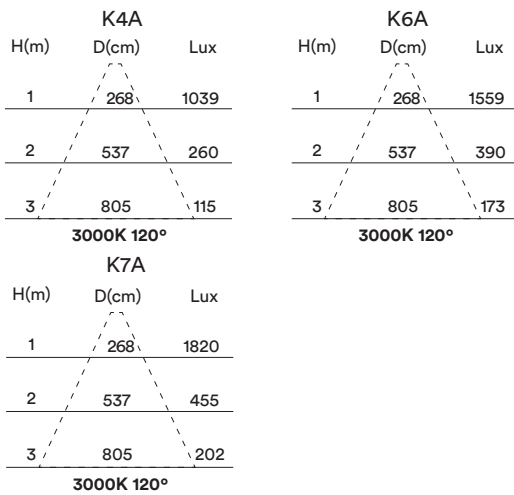 K4A
H(m) D(cm) Lux
1 268 1039
2 537 260
3 805 115
3000K 120°
K6A
H(m) D(cm) Lux
1 268 1559
2 537 390
3 805 173
3000K 120°
K7A
H(m) D(cm) Lux
1 268 1820
2 537 455
3 805 202
3000K 120°